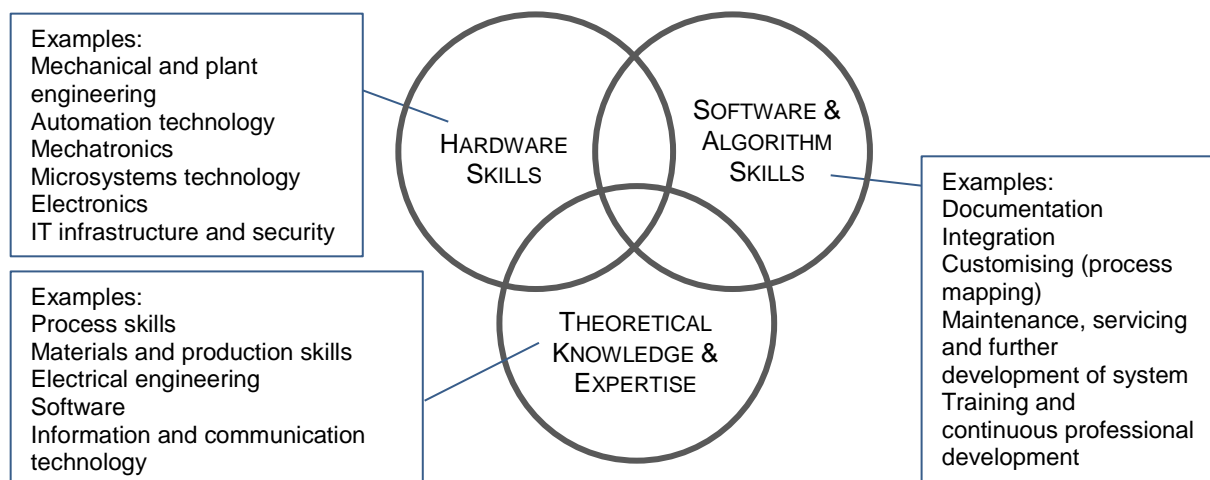 Examples:
Mechanical and plant
engineering
Automation technology
Mechatronics
Microsystems technology
Electronics
IT infrastructure and security
HARDWARE
SKILLS
SOFTWARE &
ALGORITHM
SKILLS
Examples:
Documentation
Integration
Customising (process
mapping)
Maintenance, servicing
and further
development of system
Training and
continuous professional
development
Examples:
Process skills
Materials and production skills
Electrical engineering
Software
Information and communication
technology
THEORETICAL
KNOWLEDGE &
EXPERTISE